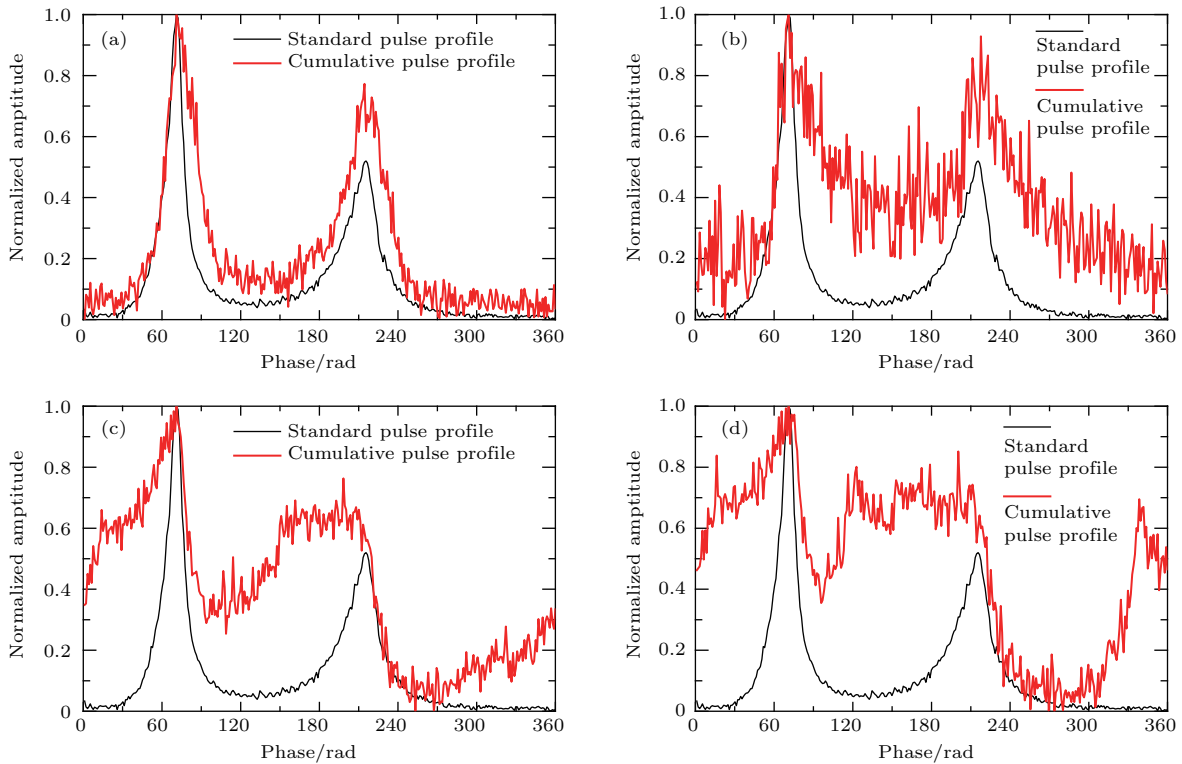 (a)
Standard pulse profile
Cumulative pulse profile
Normalized amptitude
1.0
0.8
0.6
0.4
0.2
0
0 60 120 180 240 300 360
Phase/rad
(b)
Standard
pulse profile
Cumulative
pulse profile
Normalized amptitude
1.0
0.8
0.6
0.4
0.2
0
0 60 120 180 240 300 360
Phase/rad
(c)
Standard pulse profile
Cumulative pulse profile
Normalized amptitude
1.0
0.8
0.6
0.4
0.2
0
0 60 120 180 240 300 360
Phase/rad
(d)
Standard
pulse profile
Cumulative
pulse profile
Normalized amptitude
1.0
0.8
0.6
0.4
0.2
0
0 60 120 180 240 300 360
Phase/rad